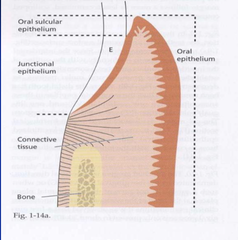 Oral sulcular
epithelium
E
Oral
epithelium
Junctional
epithelium
Connective
tissue
Bone
Fig. 1-14a.